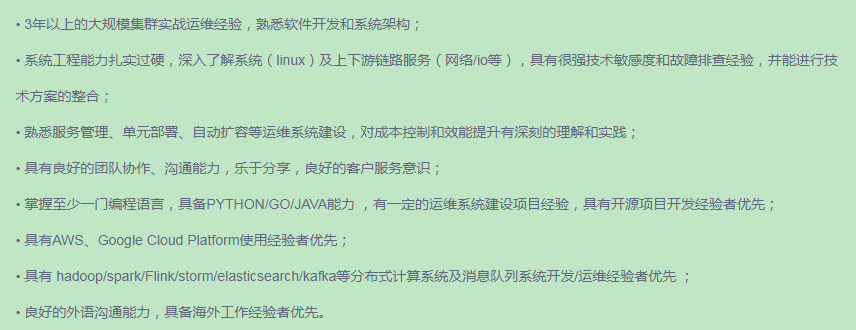 • 3年以上的大规模集群实战运维经验，熟悉软件开发和系统架构；
• 系统工程能力扎实过硬，深入了解系统（linux）及上下游链路服务（网络/io等），具有很强技术敏感度和故障排查经验，并能进行技
术方案的整合；
• 熟悉服务管理、单元部署、自动扩容等运维系统建设，对成本控制和效能提升有深刻的理解和实践；
• 具有良好的团队协作、沟通能力，乐于分享，良好的客户服务意识；
• 掌握至少一门编程语言，具备PYTHON/GO/JAVA能力 ，有一定的运维系统建设项目经验，具有开源项目开发经验者优先；
• 具有AWS、Google Cloud Platform使用经验者优先；
• 具有 hadoop/spark/Flink/storm/elasticsearch/kafka等分布式计算系统及消息队列系统开发/运维经验者优先 ；
• 良好的外语沟通能力，具备海外工作经验者优先。